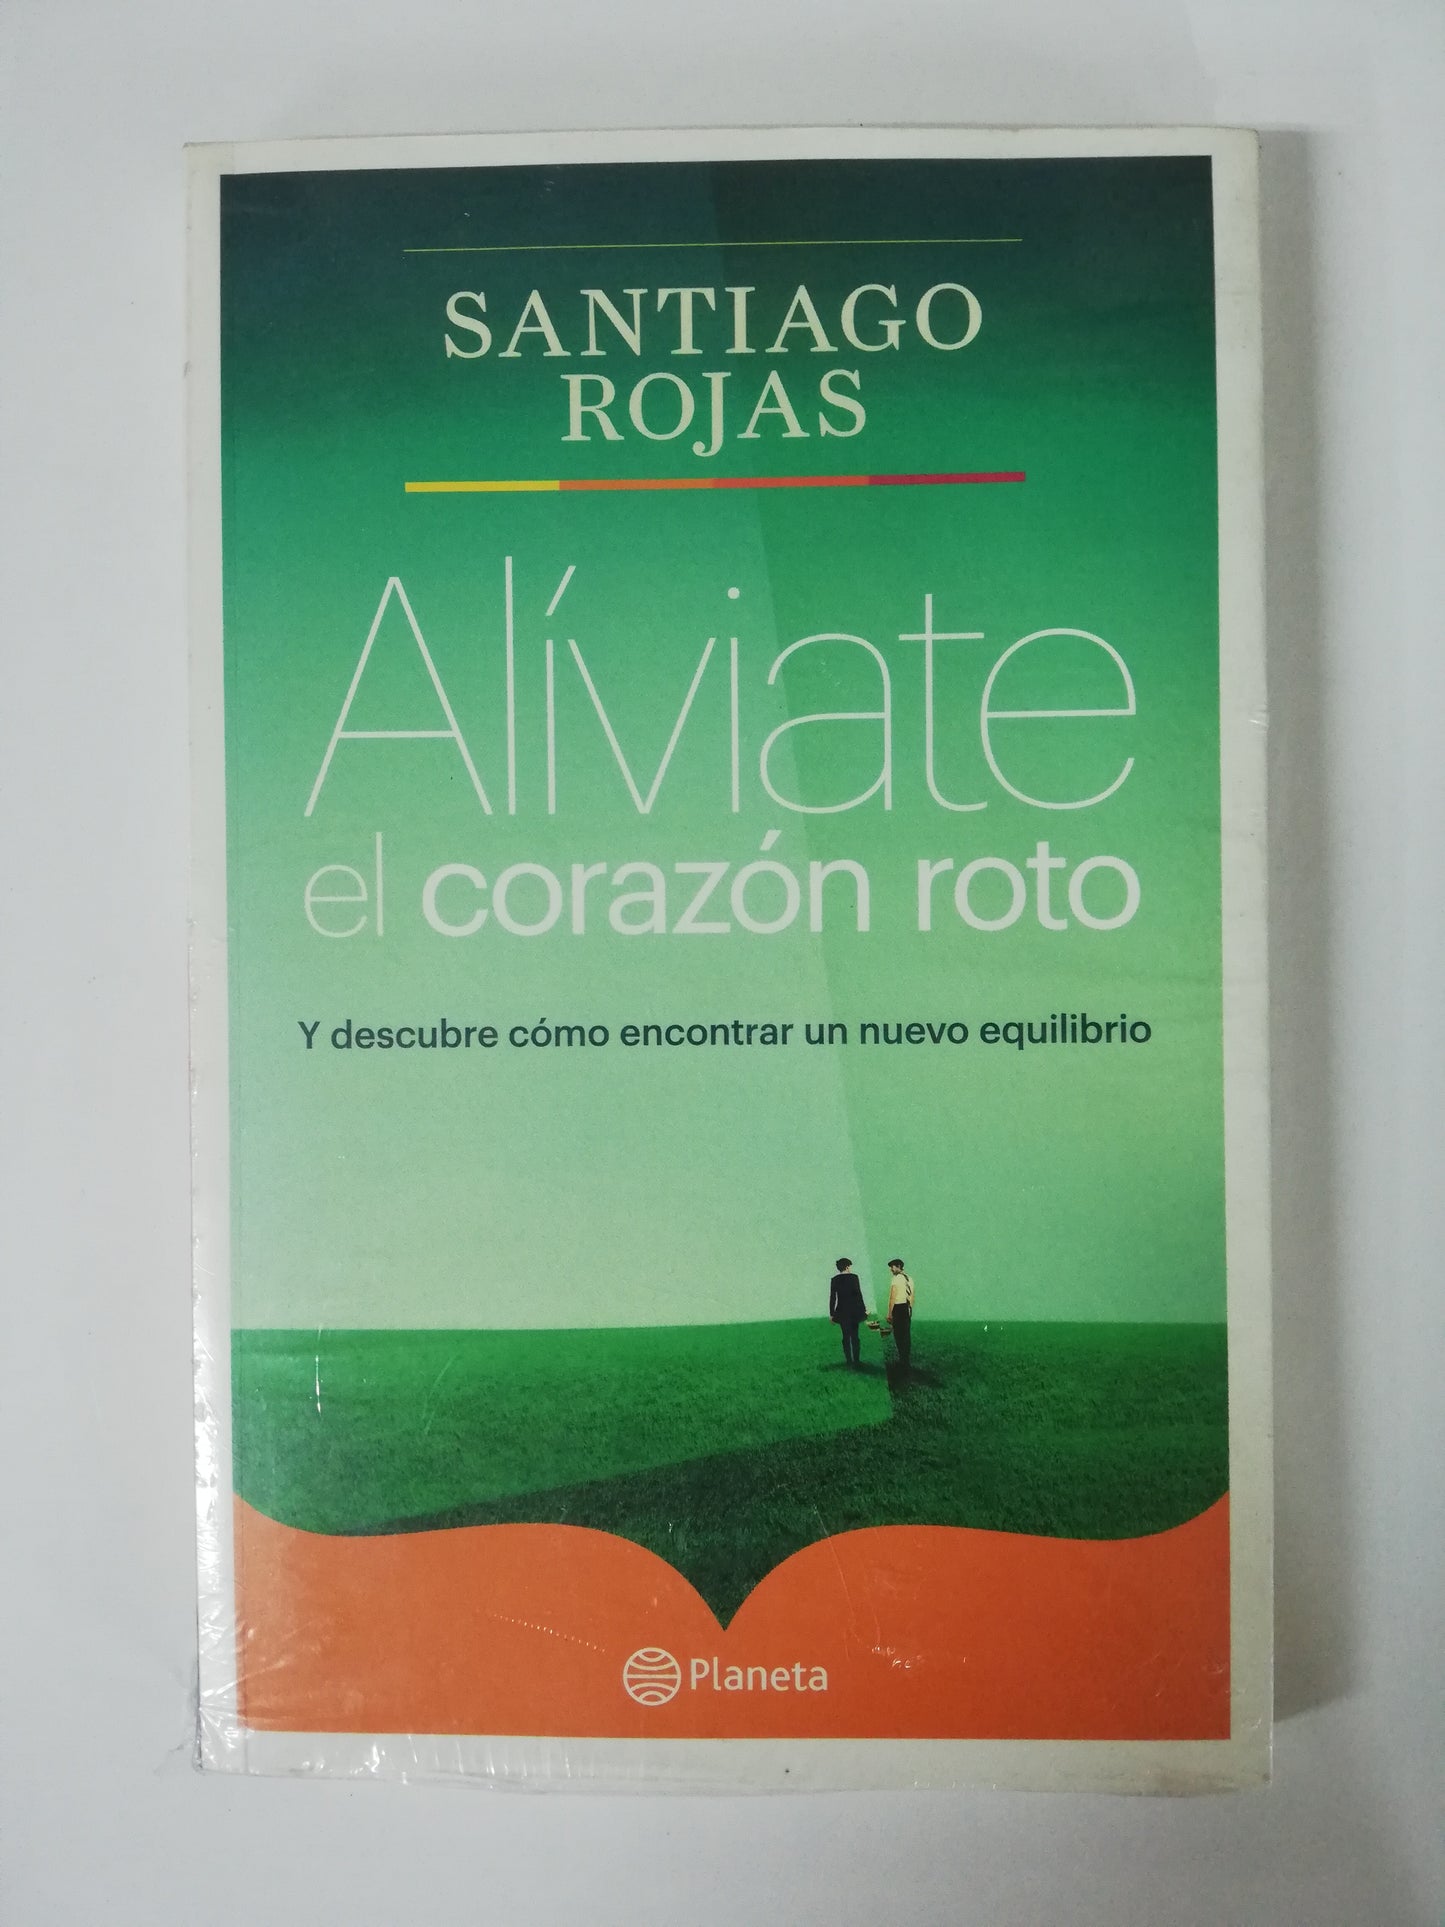 SANTIAGO
ROJAS
Alíviate
el corazón roto
Y descubre cómo encontrar un nuevo equilibrio
Planeta